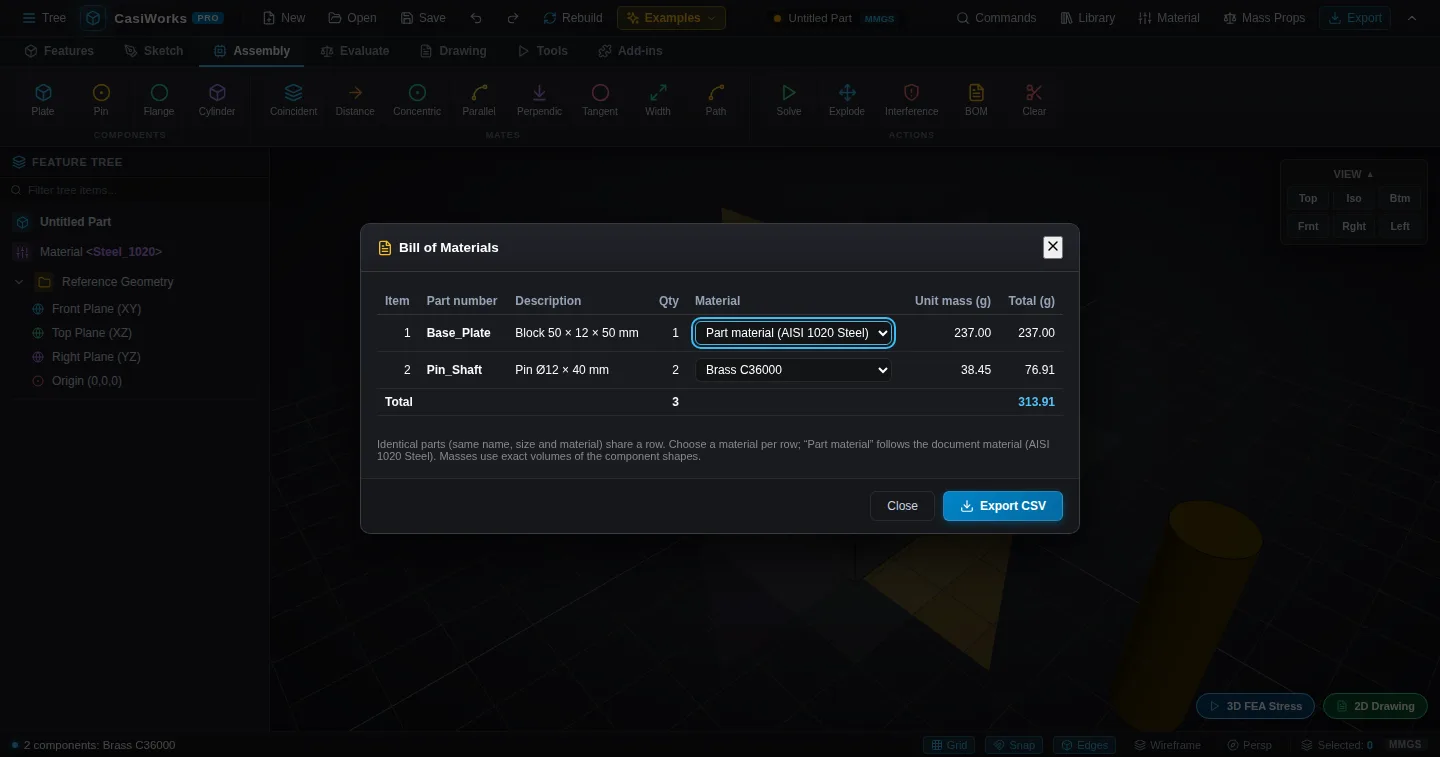 Tree CasiWorks PRO New Open Save Rebuild Examples Untitled Part MMGS Commands Library Material Mass Props Export
Features Sketch Assembly Evaluate Drawing Tools Add-ins
Plate Pin Flange Cylinder Coincident Distance Concentric Parallel Perpendic Tangent Width Path Solve Explode Interference BOM Clear
COMPONENTS MATES ACTIONS
FEATURE TREE
Filter tree items...
Untitled Part
Material <Steel_1020>
Reference Geometry
Front Plane (XY)
Top Plane (XZ)
Right Plane (YZ)
Origin (0,0,0)
VIEW ▲
Top Iso Btm
Frnt Rght Left
Bill of Materials
Item Part number Description Qty Material Unit mass (g) Total (g)
1 Base_Plate Block 50 × 12 × 50 mm 1 Part material (AISI 1020 Steel) 237.00 237.00
2 Pin_Shaft Pin Ø12 × 40 mm 2 Brass C36000 38.45 76.91
Total 3 313.91
Identical parts (same name, size and material) share a row. Choose a material per row; “Part material” follows the document material (AISI
1020 Steel). Masses use exact volumes of the component shapes.
Close Export CSV
3D FEA Stress 2D Drawing
2 components: Brass C36000 Grid Snap Edges Wireframe Persp Selected: 0 MMGS